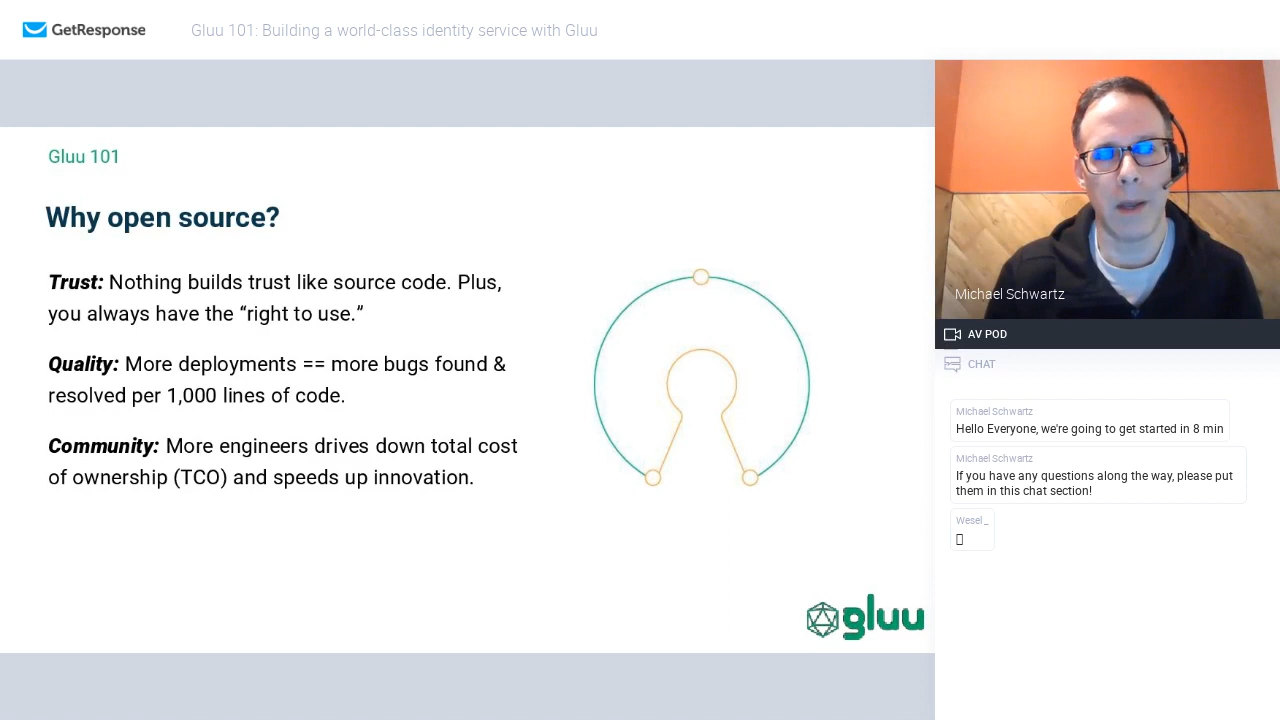 GetResponse
Gluu 101: Building a world-class identity service with Gluu
Gluu 101
Why open source?
Trust: Nothing builds trust like source code. Plus,
you always have the “right to use.”
Quality: More deployments == more bugs found &
resolved per 1,000 lines of code.
Community: More engineers drives down total cost
of ownership (TCO) and speeds up innovation.
gluu
Michael Schwartz
AV POD
CHAT
Michael Schwartz
Hello Everyone, we're going to get started in 8 min
Michael Schwartz
If you have any questions along the way, please put
them in this chat section!
Wesel _